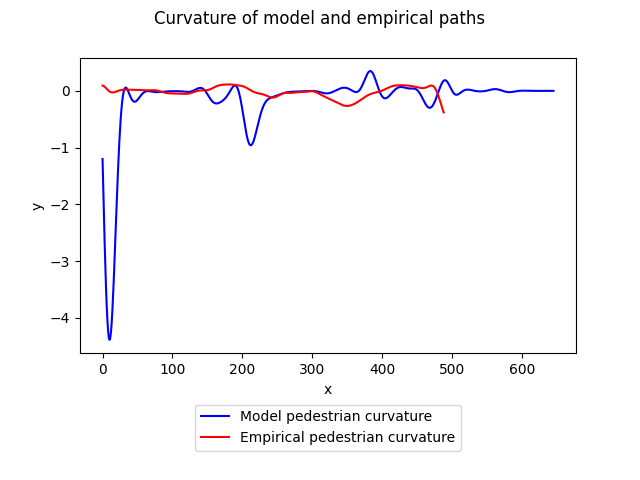 Curvature of model and empirical paths
0
−1
−2
−3
−4
y
0 100 200 300 400 500 600
x
Model pedestrian curvature
Empirical pedestrian curvature